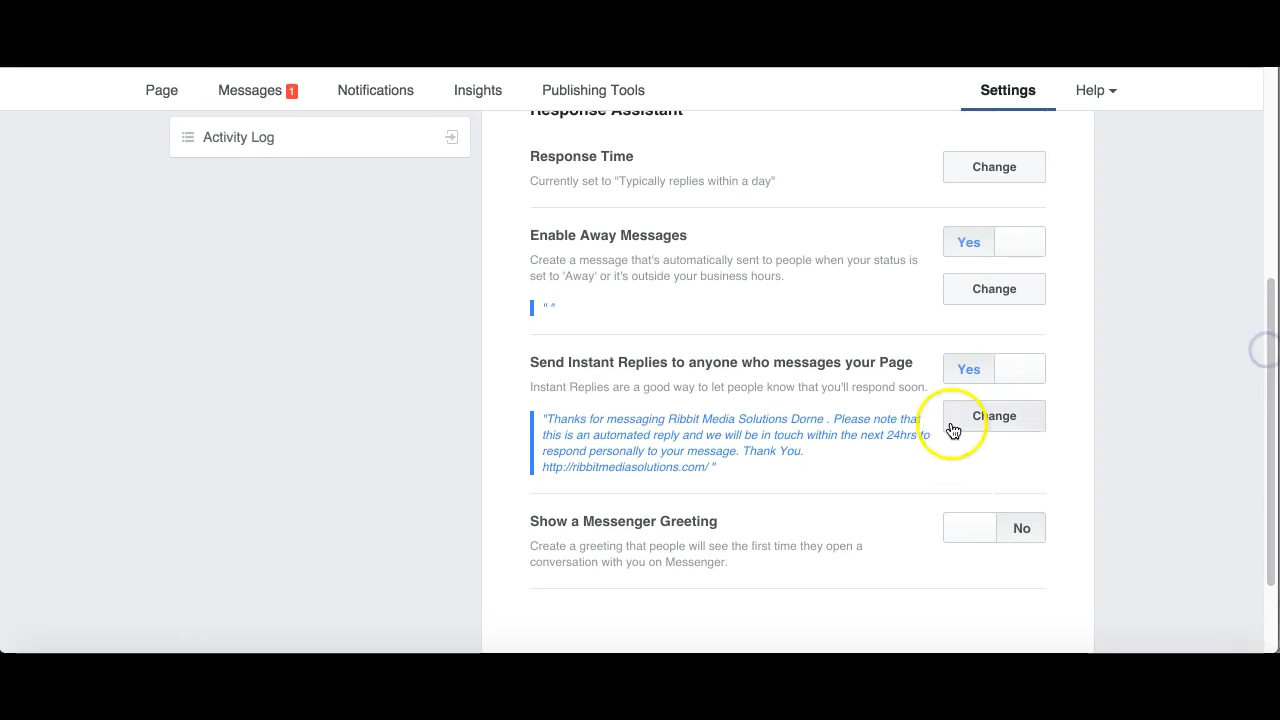 Page Messages 1 Notifications Insights Publishing Tools Settings Help
Response Assistant
Activity Log
Response Time
Change
Currently set to "Typically replies within a day"
Enable Away Messages
Yes
Create a message that's automatically sent to people when your status is
set to 'Away' or it's outside your business hours.
Change
" "
Send Instant Replies to anyone who messages your Page
Yes
Instant Replies are a good way to let people know that you'll respond soon.
Change
"Thanks for messaging Ribbit Media Solutions Dorne . Please note that
this is an automated reply and we will be in touch within the next 24hrs to
respond personally to your message. Thank You.
http://ribbitmediasolutions.com/ "
Show a Messenger Greeting
No
Create a greeting that people will see the first time they open a
conversation with you on Messenger.